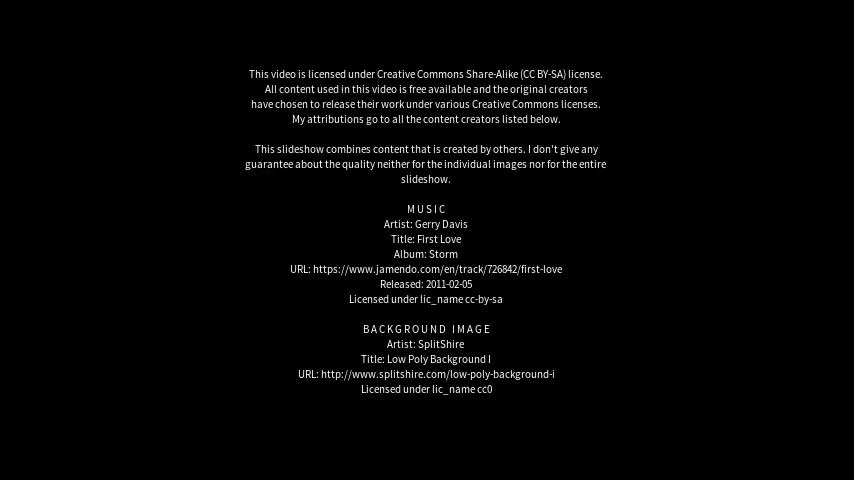 This video is licensed under Creative Commons Share-Alike (CC BY-SA) license.
All content used in this video is free available and the original creators
have chosen to release their work under various Creative Commons licenses.
My attributions go to all the content creators listed below.
This slideshow combines content that is created by others. I don't give any
guarantee about the quality neither for the individual images nor for the entire
slideshow.
MUSIC
Artist: Gerry Davis
Title: First Love
Album: Storm
URL: https://www.jamendo.com/en/track/726842/first-love
Released: 2011-02-05
Licensed under lic_name cc-by-sa
BACKGROUND IMAGE
Artist: SplitShire
Title: Low Poly Background I
URL: http://www.splitshire.com/low-poly-background-i
Licensed under lic_name cc0